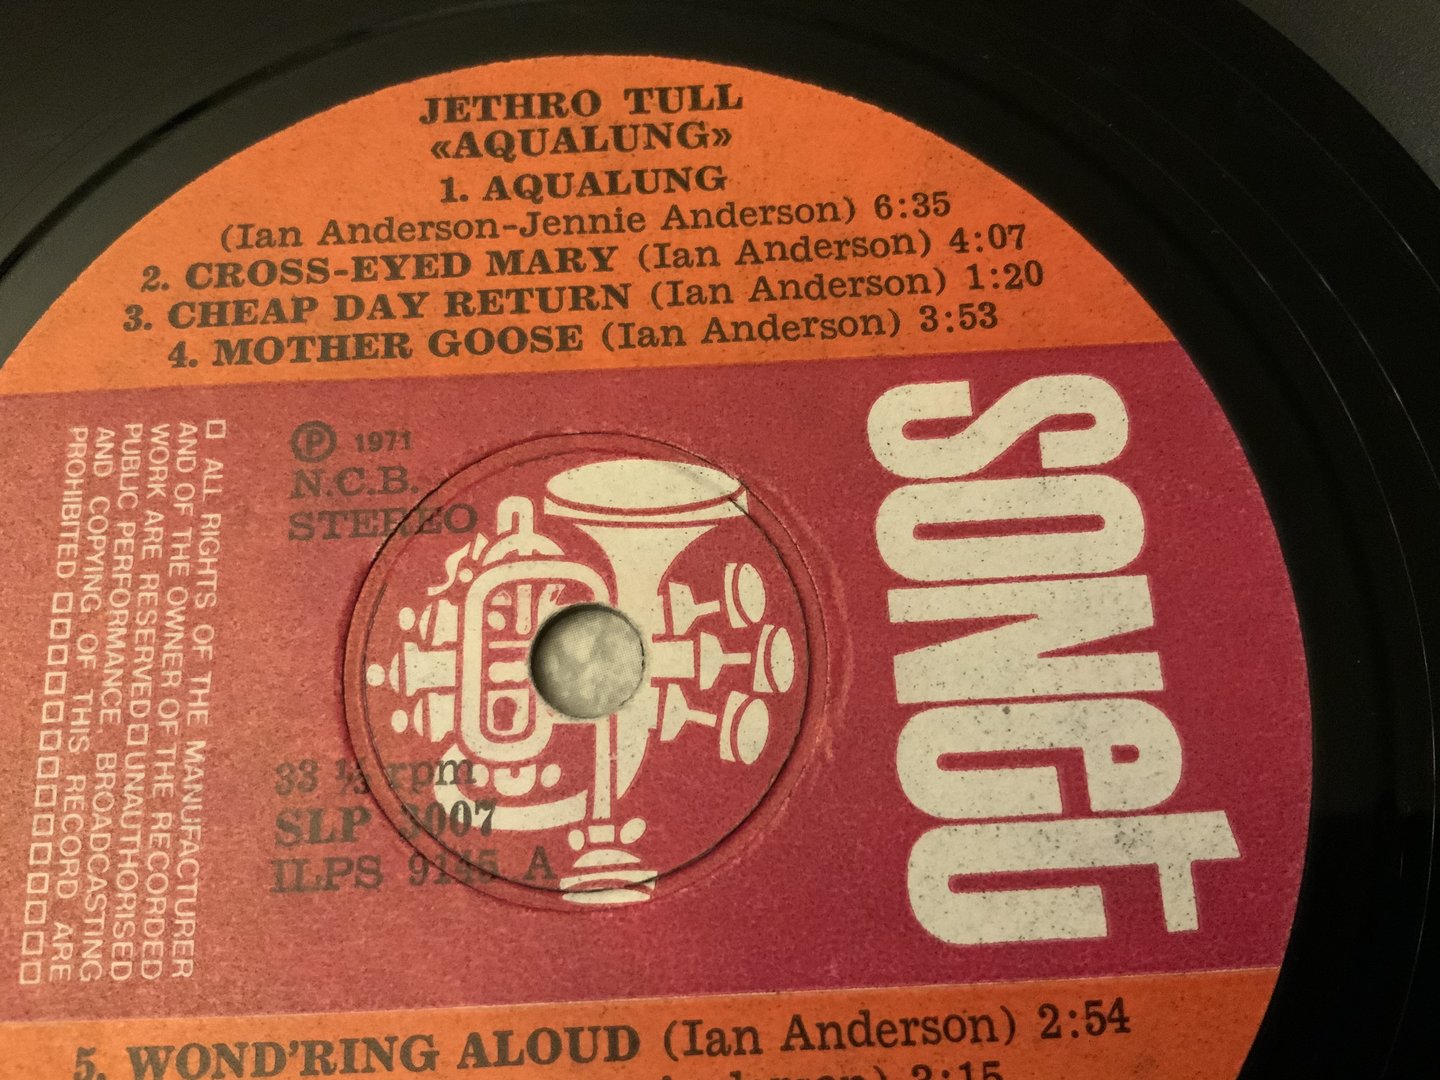 JETHRO TULL
«AQUALUNG»
1. AQUALUNG
(Ian Anderson-Jennie Anderson) 6:35
2. CROSS-EYED MARY (Ian Anderson) 4:07
3. CHEAP DAY RETURN (Ian Anderson) 1:20
4. MOTHER GOOSE (Ian Anderson) 3:53
□ ALL RIGHTS OF THE MANUFACTURER
AND OF THE OWNER OF THE RECORDED
WORK ARE RESERVED □ UNAUTHORISED
PUBLIC PERFORMANCE, BROADCASTING
AND COPYING OF THIS RECORD ARE
PROHIBITED □□□□□□□□□□□□□□□
Ⓟ 1971
N.C.B.
STEREO
33 ⅓ rpm
SLP 3007
ILPS 9145 A
SONET
5. WOND'RING ALOUD (Ian Anderson) 2:54